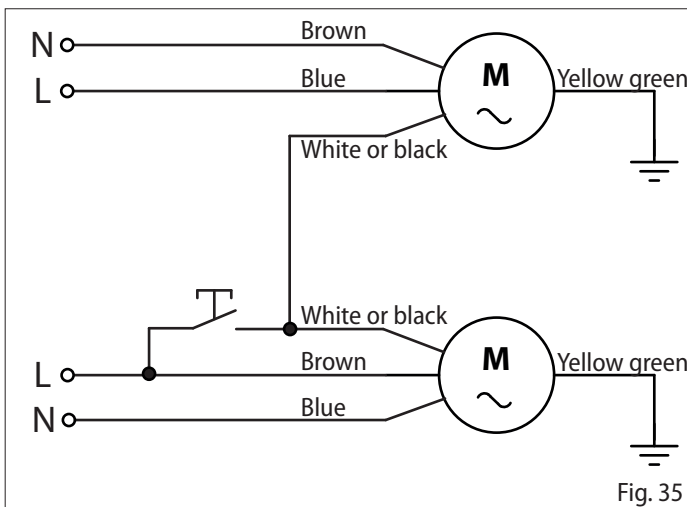 N Brown
L Blue M Yellow green
White or black
White or black
L Brown M Yellow green
N Blue
Fig. 35